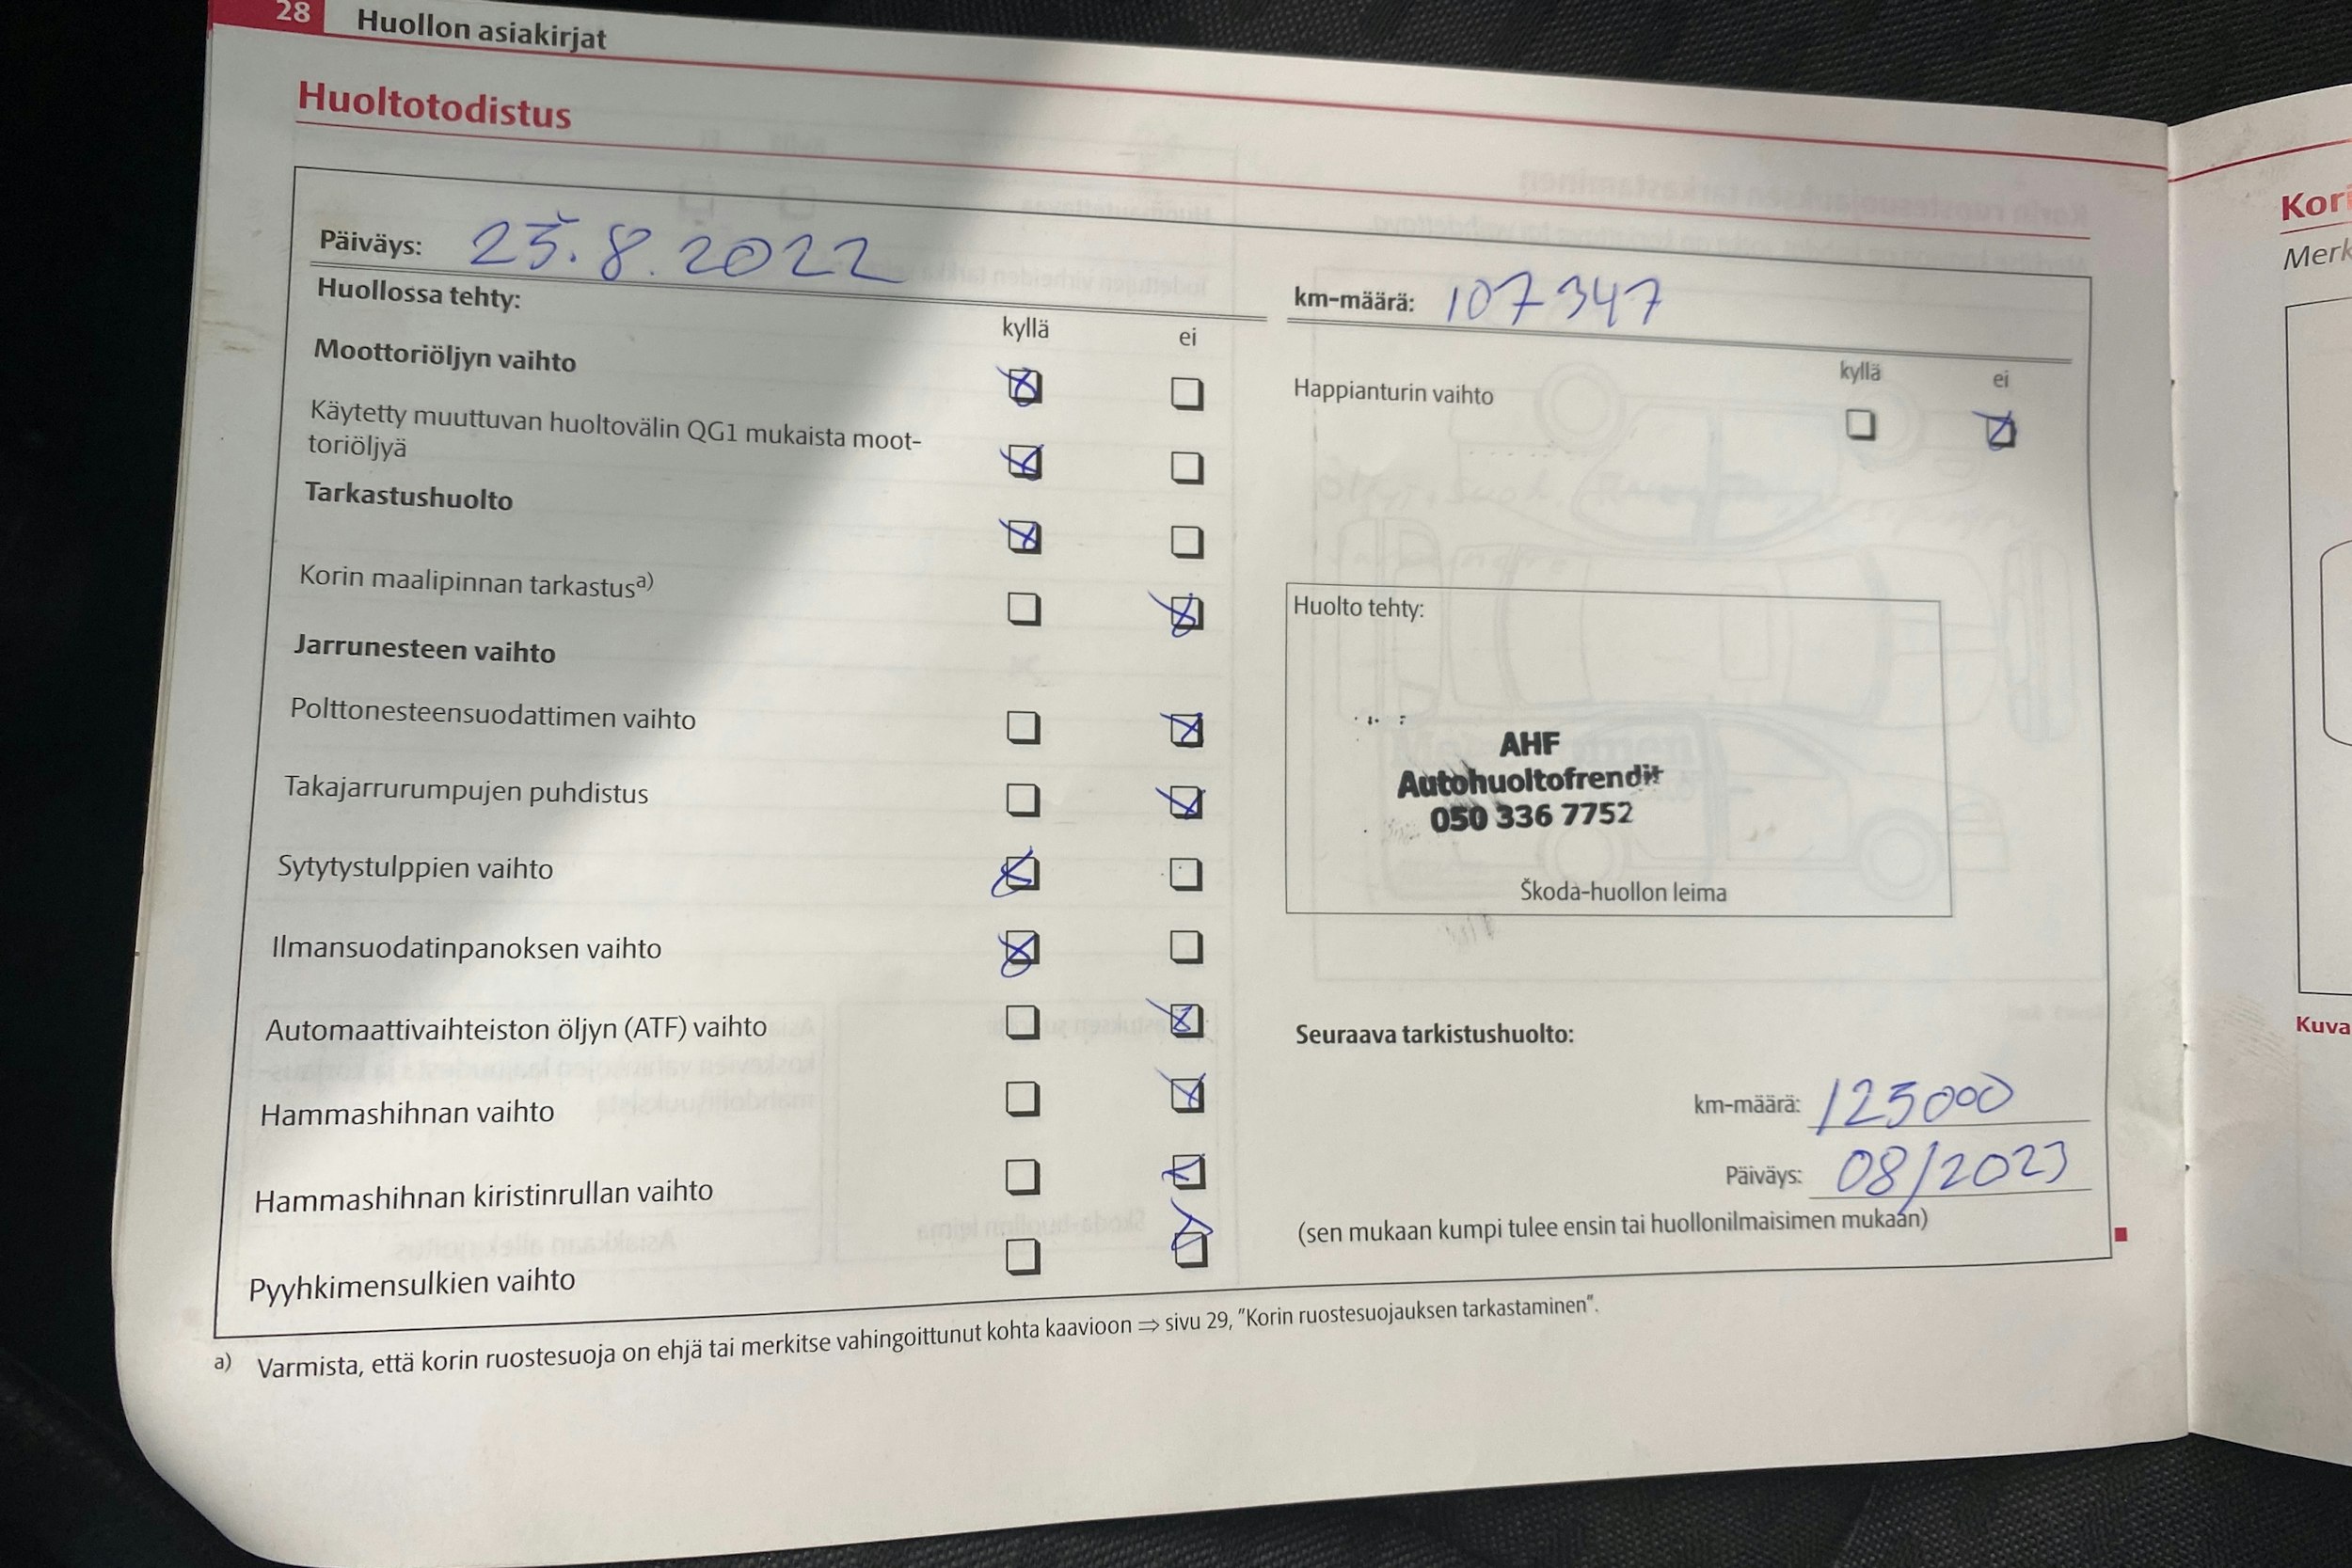 28 Huollon asiakirjat
Huoltotodistus
Päiväys: 23.8.2022
Huollossa tehty:
kyllä ei
Moottoriöljyn vaihto
Käytetty muuttuvan huoltovälin QG1 mukaista moot-
toriöljyä
Tarkastushuolto
Korin maalipinnan tarkastusa)
Jarrunesteen vaihto
Polttonesteensuodattimen vaihto
Takajarrurumpujen puhdistus
Sytytystulppien vaihto
Ilmansuodatinpanoksen vaihto
Automaattivaihteiston öljyn (ATF) vaihto
Hammashihnan vaihto
Hammashihnan kiristinrullan vaihto
Pyyhkimensulkien vaihto
km-määrä: 107347
kyllä ei
Happianturin vaihto
Huolto tehty:
AHF
Autohuoltofrendit
050 336 7752
Škoda-huollon leima
Seuraava tarkistushuolto:
km-määrä: 123000
Päiväys: 08/2023
(sen mukaan kumpi tulee ensin tai huollonilmaisimen mukaan)
a) Varmista, että korin ruostesuoja on ehjä tai merkitse vahingoittunut kohta kaavioon ⇒ sivu 29, "Korin ruostesuojauksen tarkastaminen".
Kori
Merk
Kuva